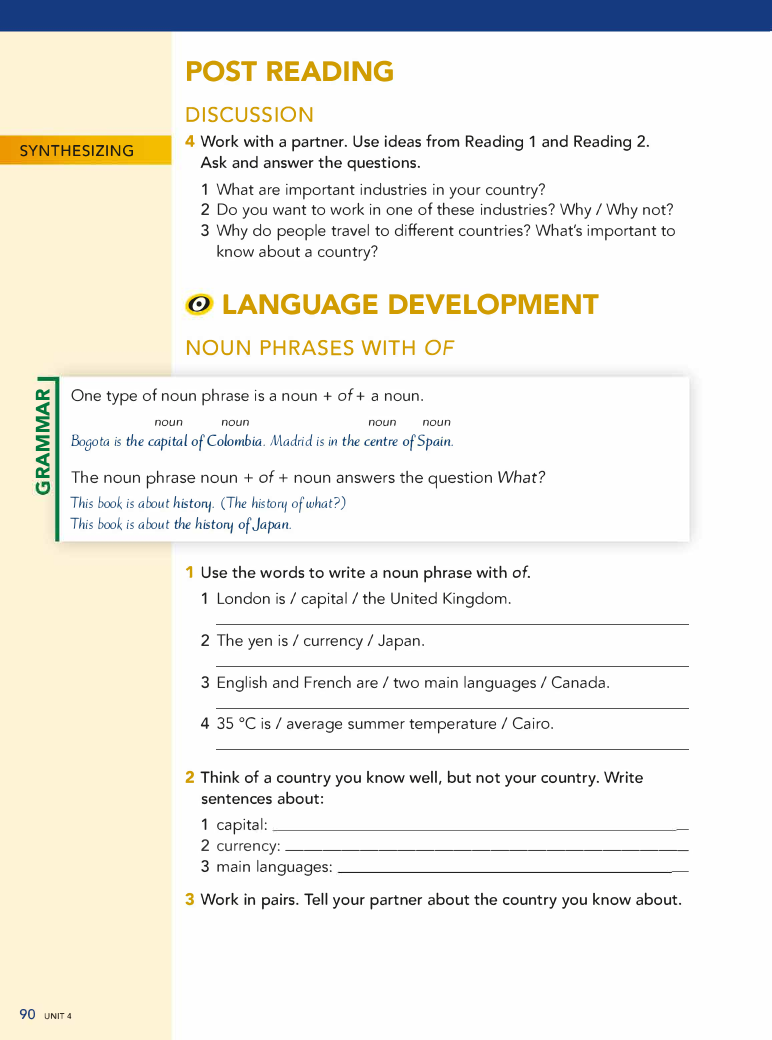 POST READING
DISCUSSION
SYNTHESIZING
4 Work with a partner. Use ideas from Reading 1 and Reading 2.
Ask and answer the questions.
1 What are important industries in your country?
2 Do you want to work in one of these industries? Why / Why not?
3 Why do people travel to different countries? What's important to
know about a country?
LANGUAGE DEVELOPMENT
NOUN PHRASES WITH OF
GRAMMAR
One type of noun phrase is a noun + of + a noun.
noun noun noun noun
Bogota is the capital of Colombia. Madrid is in the centre of Spain.
The noun phrase noun + of + noun answers the question What?
This book is about history. (The history of what?)
This book is about the history of Japan.
1 Use the words to write a noun phrase with of.
1 London is / capital / the United Kingdom.
2 The yen is / currency / Japan.
3 English and French are / two main languages / Canada.
4 35 °C is / average summer temperature / Cairo.
2 Think of a country you know well, but not your country. Write
sentences about:
1 capital:
2 currency:
3 main languages:
3 Work in pairs. Tell your partner about the country you know about.
90 UNIT 4